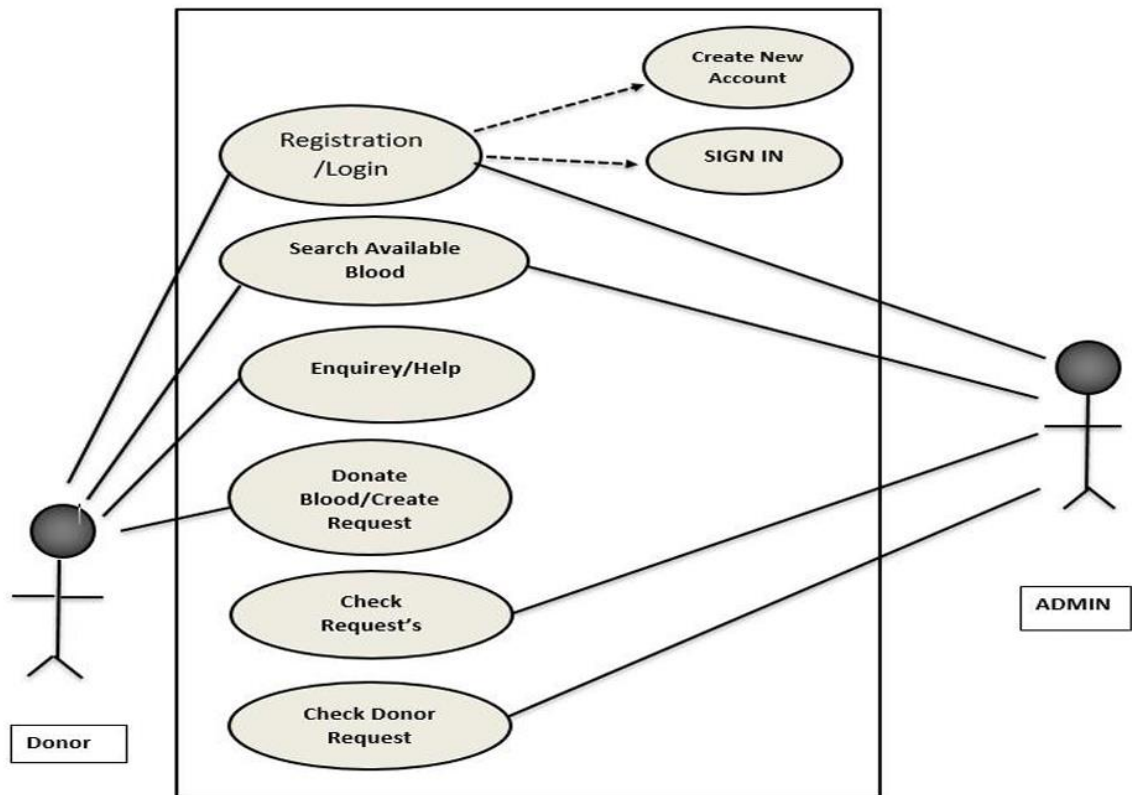 Create New
Account
Registration
/Login
SIGN IN
Search Available
Blood
Enquirey/Help
Donate
Blood/Create
Request
Check
Request’s
ADMIN
Check Donor
Request
Donor